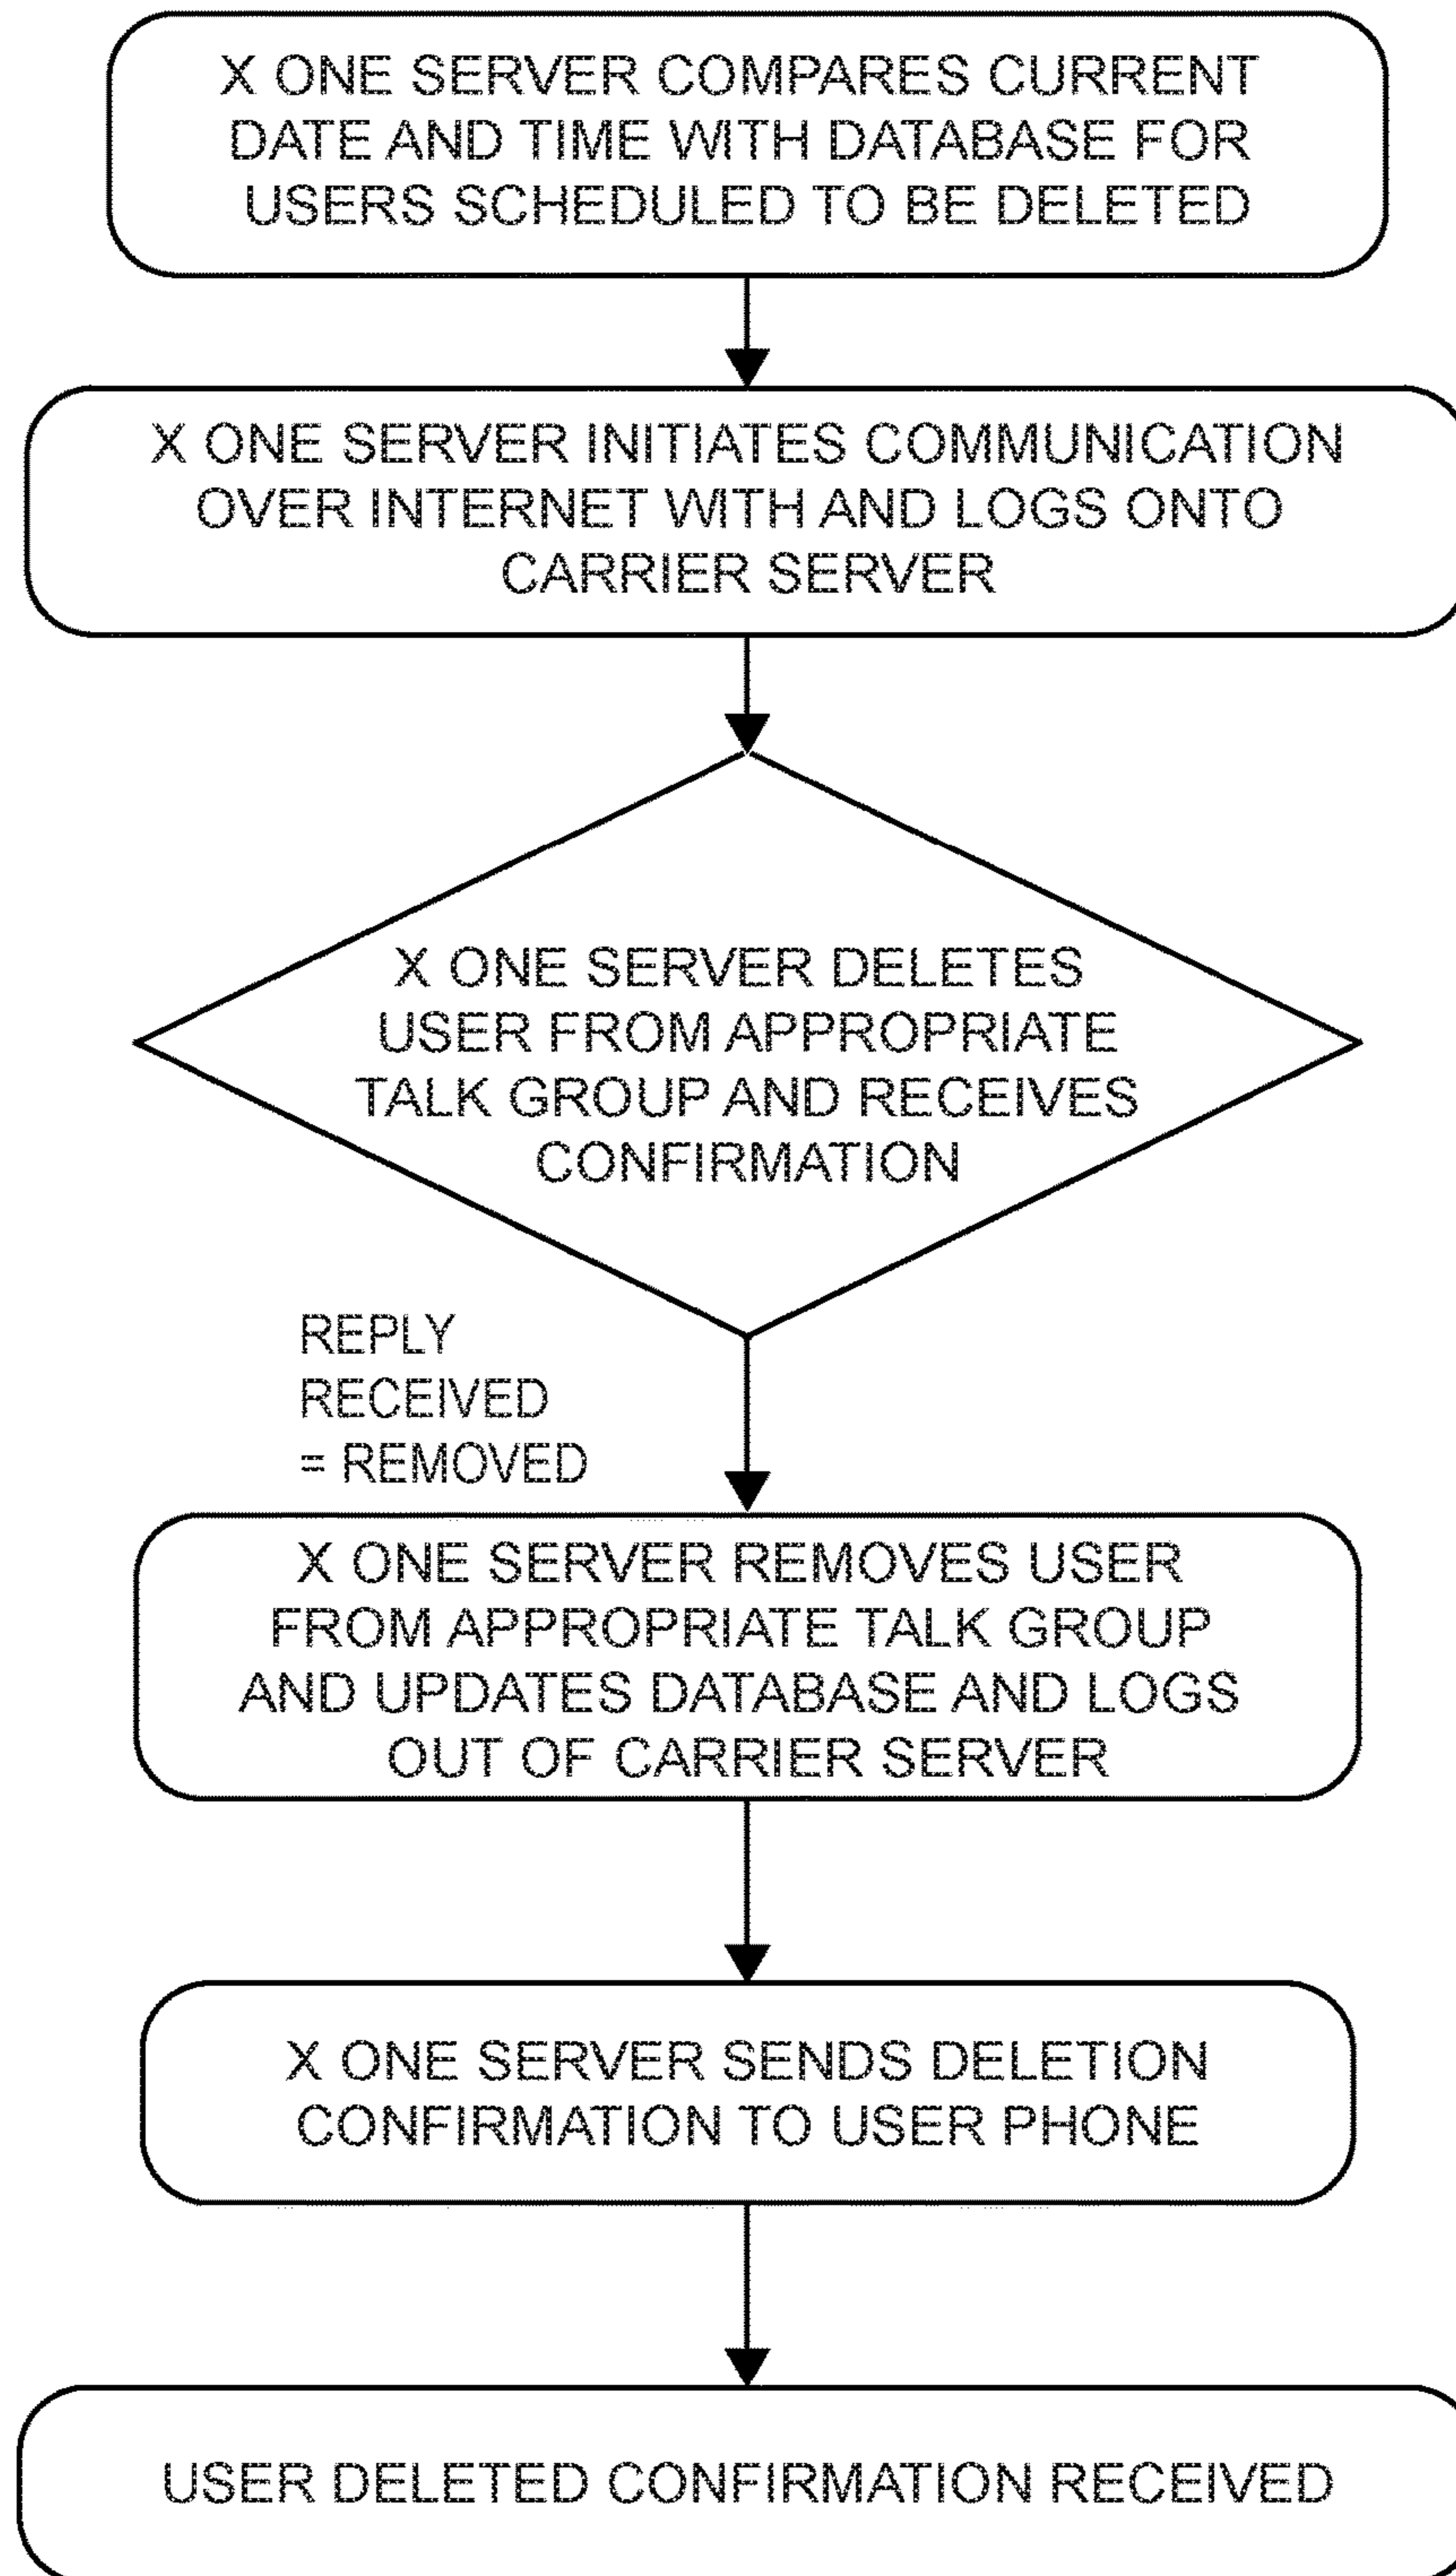 X ONE SERVER COMPARES CURRENT
DATE AND TIME WITH DATABASE FOR
USERS SCHEDULED TO BE DELETED
X ONE SERVER INITIATES COMMUNICATION
OVER INTERNET WITH AND LOGS ONTO
CARRIER SERVER
X ONE SERVER DELETES
USER FROM APPROPRIATE
TALK GROUP AND RECEIVES
CONFIRMATION
REPLY
RECEIVED
= REMOVED
X ONE SERVER REMOVES USER
FROM APPROPRIATE TALK GROUP
AND UPDATES DATABASE AND LOGS
OUT OF CARRIER SERVER
X ONE SERVER SENDS DELETION
CONFIRMATION TO USER PHONE
USER DELETED CONFIRMATION RECEIVED